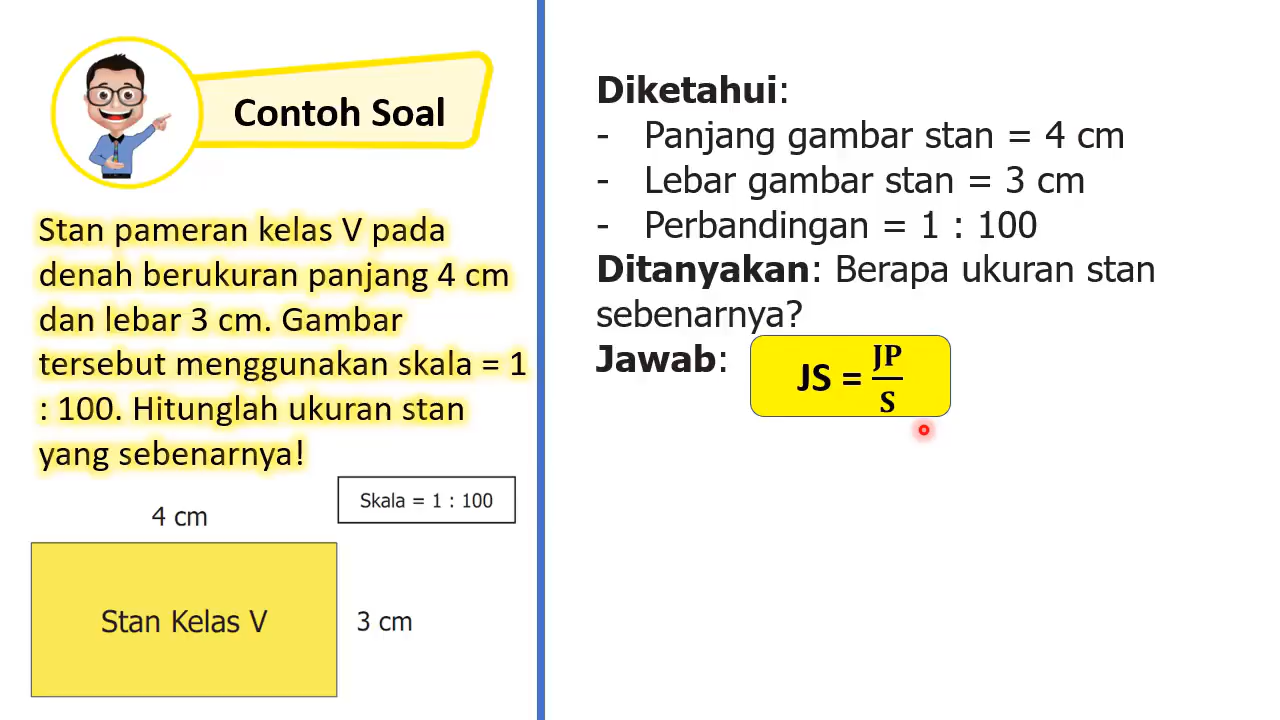 Contoh Soal
Stan pameran kelas V pada
denah berukuran panjang 4 cm
dan lebar 3 cm. Gambar
tersebut menggunakan skala = 1
: 100. Hitunglah ukuran stan
yang sebenarnya!
Skala = 1 : 100
4 cm
Stan Kelas V
3 cm
Diketahui:
- Panjang gambar stan = 4 cm
- Lebar gambar stan = 3 cm
- Perbandingan = 1 : 100
Ditanyakan: Berapa ukuran stan
sebenarnya?
Jawab:
JS = JP/S